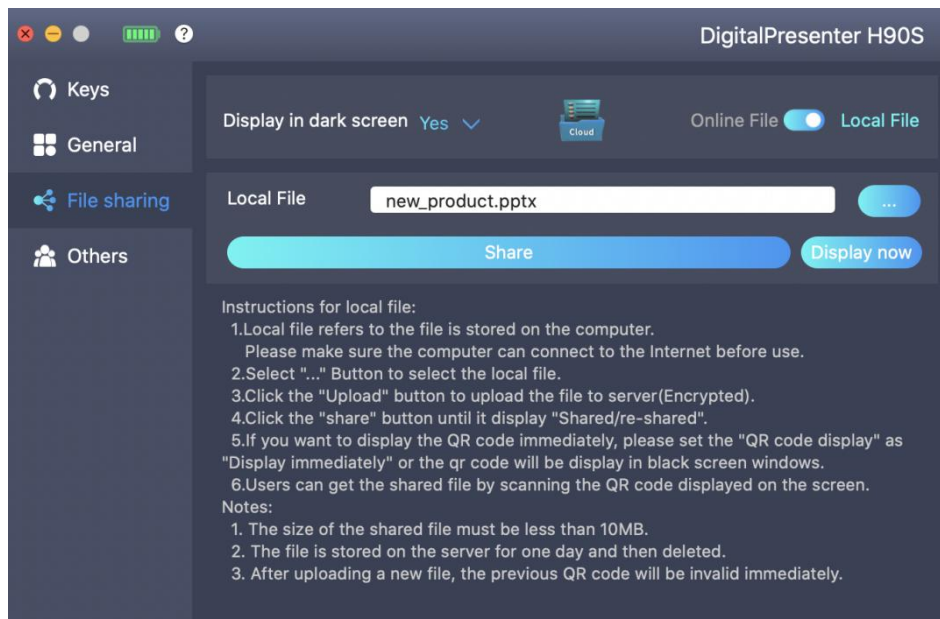 ?
DigitalPresenter H90S
Keys
General
File sharing
Others
Display in dark screen Yes
Cloud
Online File Local File
Local File new_product.pptx ...
Share Display now
Instructions for local file:
1.Local file refers to the file is stored on the computer.
Please make sure the computer can connect to the Internet before use.
2.Select "..." Button to select the local file.
3.Click the "Upload" button to upload the file to server(Encrypted).
4.Click the "share" button until it display "Shared/re-shared".
5.If you want to display the QR code immediately, please set the "QR code display" as
"Display immediately" or the qr code will be display in black screen windows.
6.Users can get the shared file by scanning the QR code displayed on the screen.
Notes:
1. The size of the shared file must be less than 10MB.
2. The file is stored on the server for one day and then deleted.
3. After uploading a new file, the previous QR code will be invalid immediately.